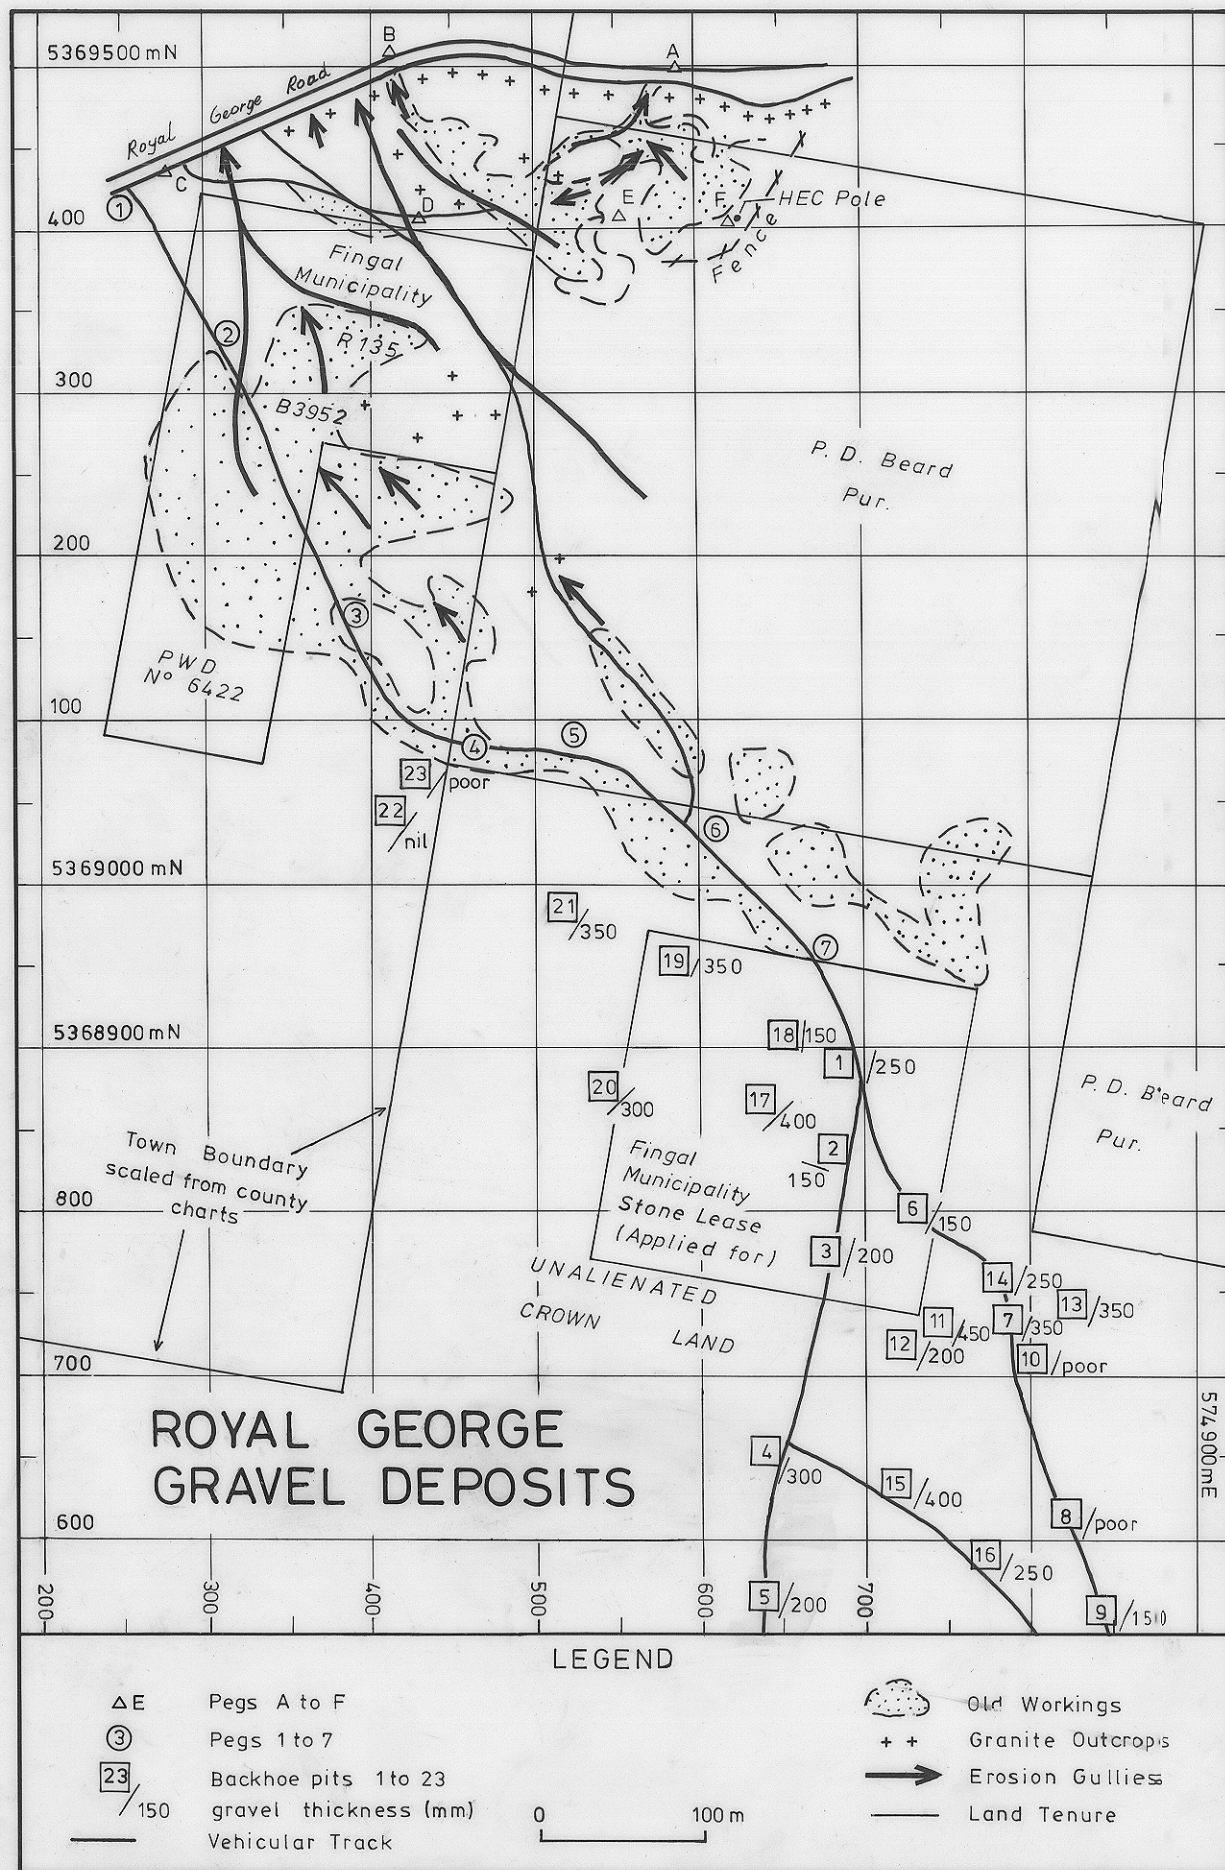 5369500 mN
B
A
Royal George Road
C
D
E
F
HEC Pole
Fence
1
400
Fingal
Municipality
2
R 135
300
B3952
P. D. Beard
Pur.
200
3
PWD
Nº 6422
100
4
5
23/poor
22/nil
6
5369000 mN
21/350
7
19/350
5368900 mN
18/150
1/250
20/300
17/400
2
150
P. D. Beard
Pur.
Town Boundary
scaled from county
charts
Fingal
Municipality
Stone Lease
(Applied for)
800
6/150
3/200
14/250
13/350
UNALIENATED
CROWN LAND
11/450
7/350
12/200
10/poor
700
ROYAL GEORGE
GRAVEL DEPOSITS
574900mE
4/300
15/400
600
8/poor
16/250
5/200
9/150
200
300
400
500
600
700
LEGEND
E Pegs A to F
3 Pegs 1 to 7
23/150 Backhoe pits 1 to 23
gravel thickness (mm)
Vehicular Track
0 100 m
Old Workings
+ + Granite Outcrops
Erosion Gullies
Land Tenure